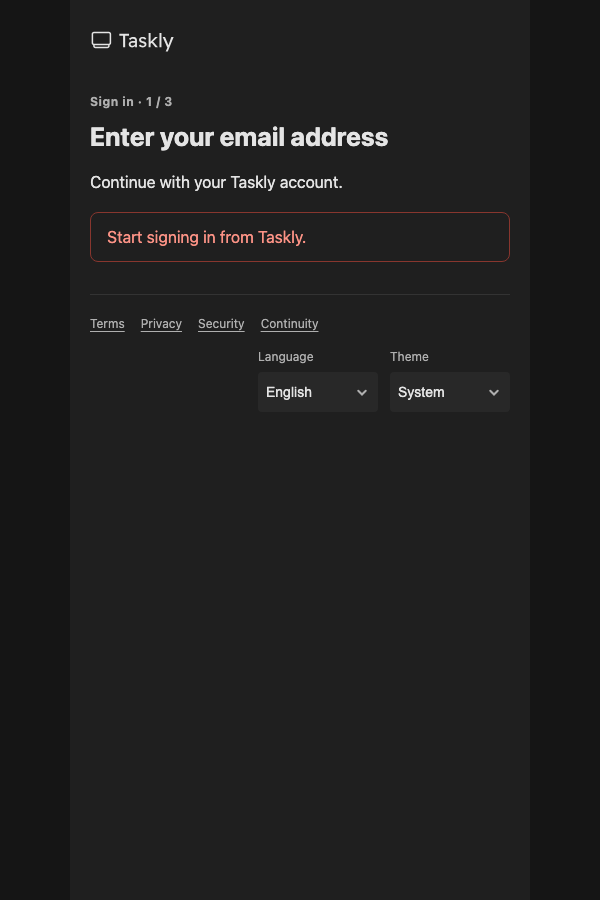 Taskly
Sign in · 1 / 3
Enter your email address
Continue with your Taskly account.
Start signing in from Taskly.
Terms Privacy Security Continuity
Language Theme
English System